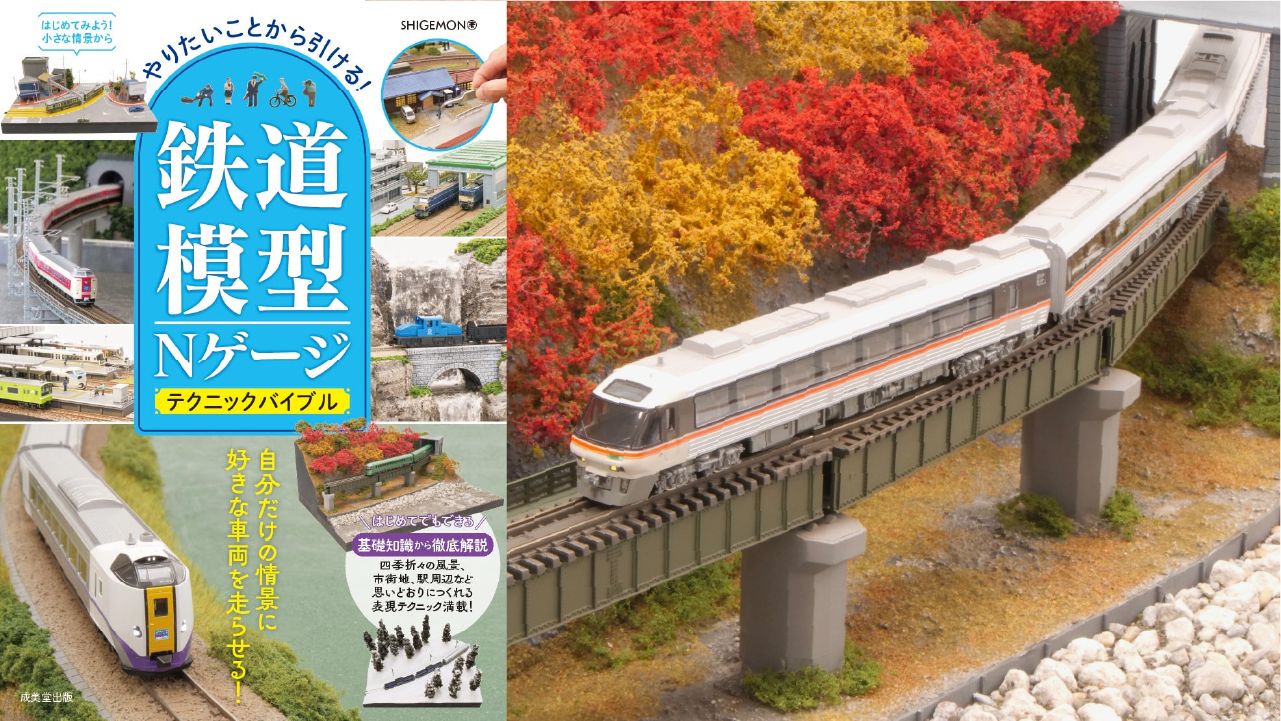 はじめてみよう!
小さな情景から
やりたいことから引ける!
SHIGEMON
鉄道
模型
Nゲージ
テクニックバイブル
自分だけの情景に
好きな車両を走らせる!
はじめてでもできる
基礎知識から徹底解説
四季折々の風景、
市街地、駅周辺など
思いどおりにつくれる
表現テクニック満載!
成美堂出版